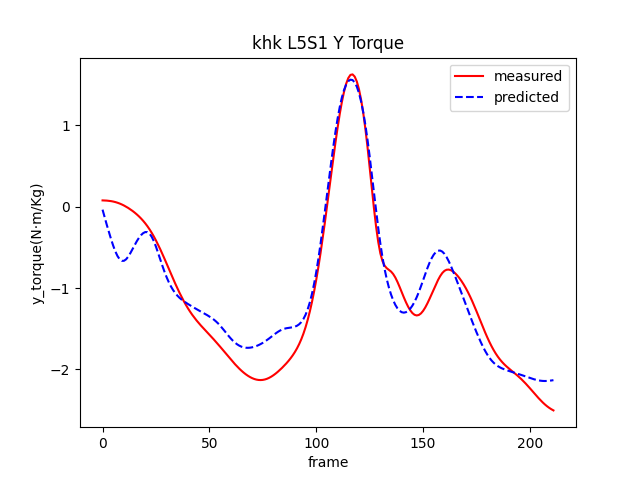 khk L5S1 Y Torque
measured
predicted
y_torque(N·m/Kg)
1
0
−1
−2
0
50
100
150
200
frame